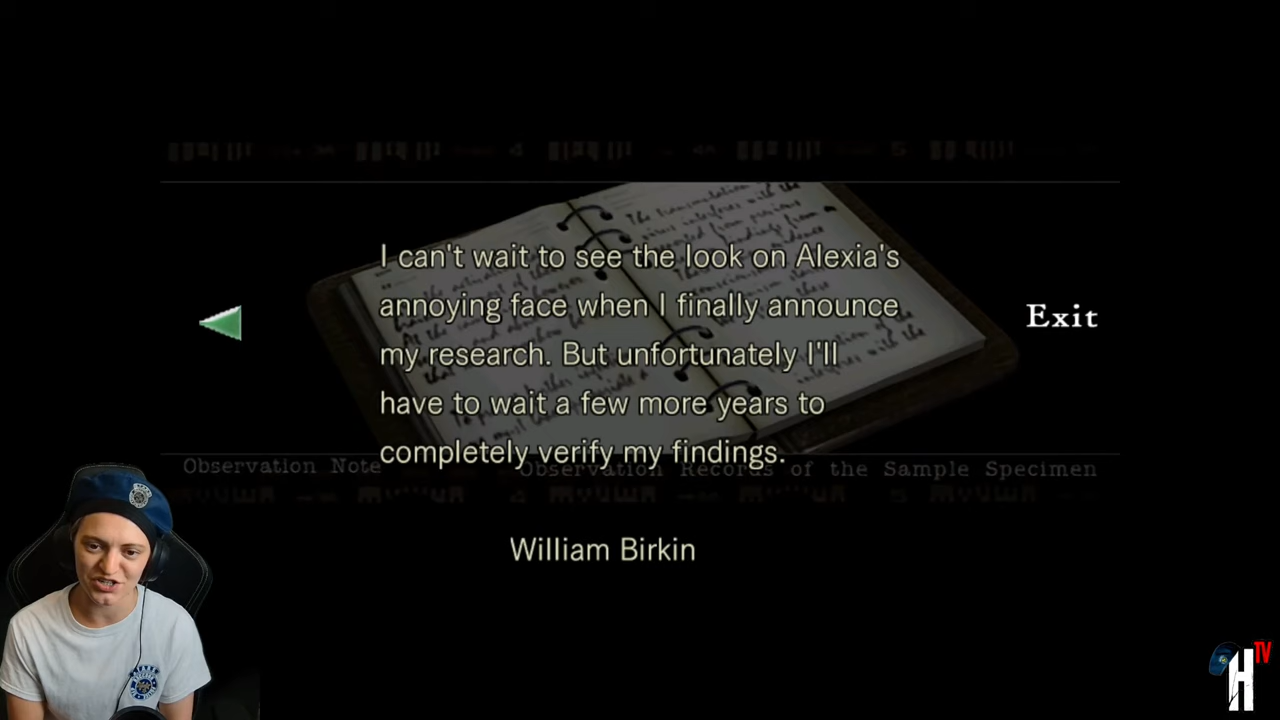 I can't wait to see the look on Alexia's
annoying face when I finally announce
my research. But unfortunately I'll
have to wait a few more years to
completely verify my findings.
William Birkin
Exit
Observation Note
Observation Records of the Sample Specimen
H TV